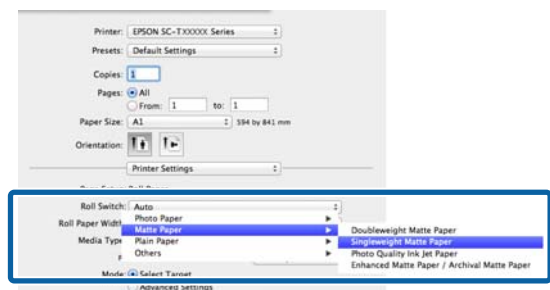 Printer: EPSON SC-TXXXXX Series
Presets: Default Settings
Copies: 1
Pages: All
From: 1 to: 1
Paper Size: A1 594 by 841 mm
Orientation:
Printer Settings
Roll Switch: Auto
Roll Paper Width
Photo Paper
Matte Paper
Media Type
Plain Paper
Others
Doubleweight Matte Paper
Singleweight Matte Paper
Photo Quality Ink Jet Paper
Enhanced Matte Paper / Archival Matte Paper
Mode: Select Target
Advanced Settings